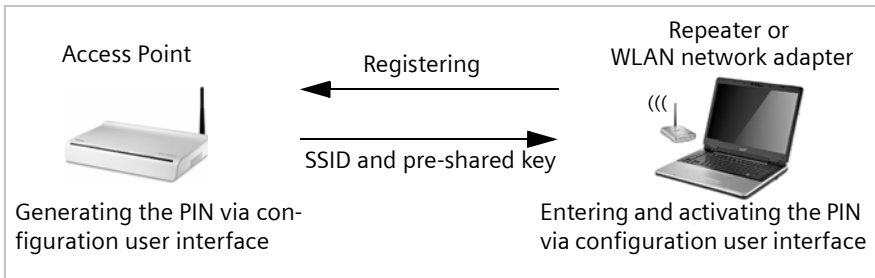 Access Point
Repeater or
WLAN network adapter
Registering
SSID and pre-shared key
Generating the PIN via con-
figuration user interface
Entering and activating the PIN
via configuration user interface